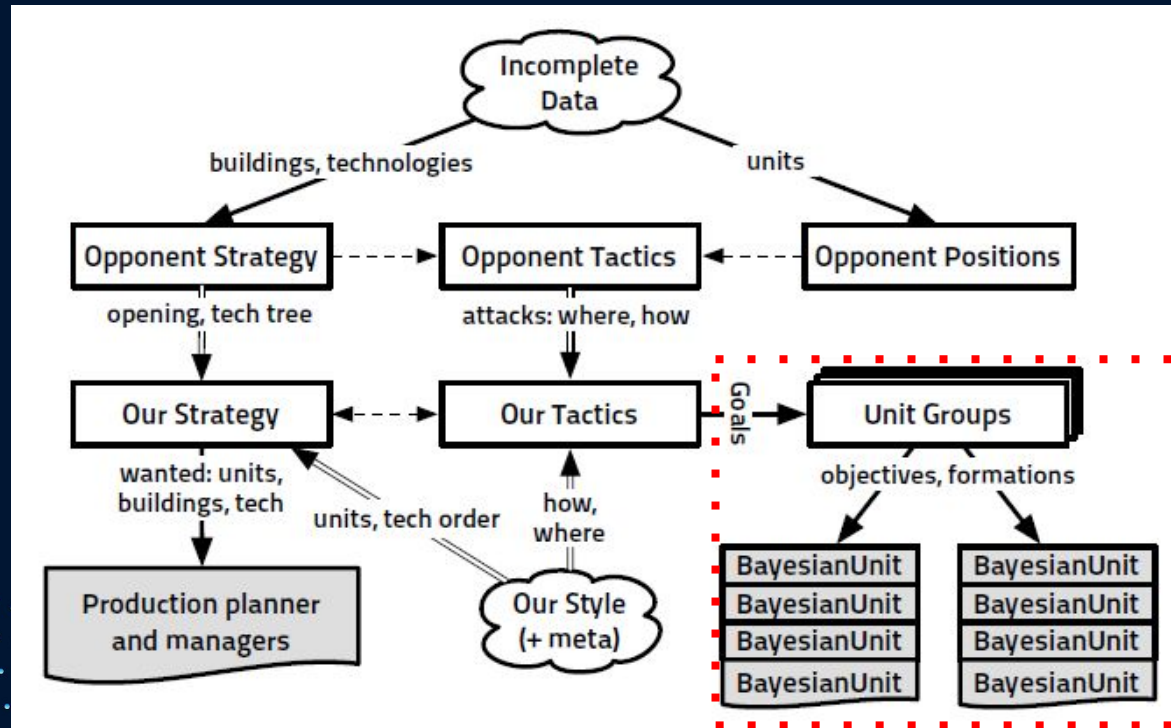 Incomplete
Data
buildings, technologies
units
Opponent Strategy
Opponent Tactics
Opponent Positions
opening, tech tree
attacks: where, how
Our Strategy
Our Tactics
Goals
Unit Groups
wanted: units,
buildings, tech
units, tech order
how,
where
objectives, formations
Production planner
and managers
Our Style
(+ meta)
BayesianUnit
BayesianUnit
BayesianUnit
BayesianUnit
BayesianUnit
BayesianUnit
BayesianUnit
BayesianUnit